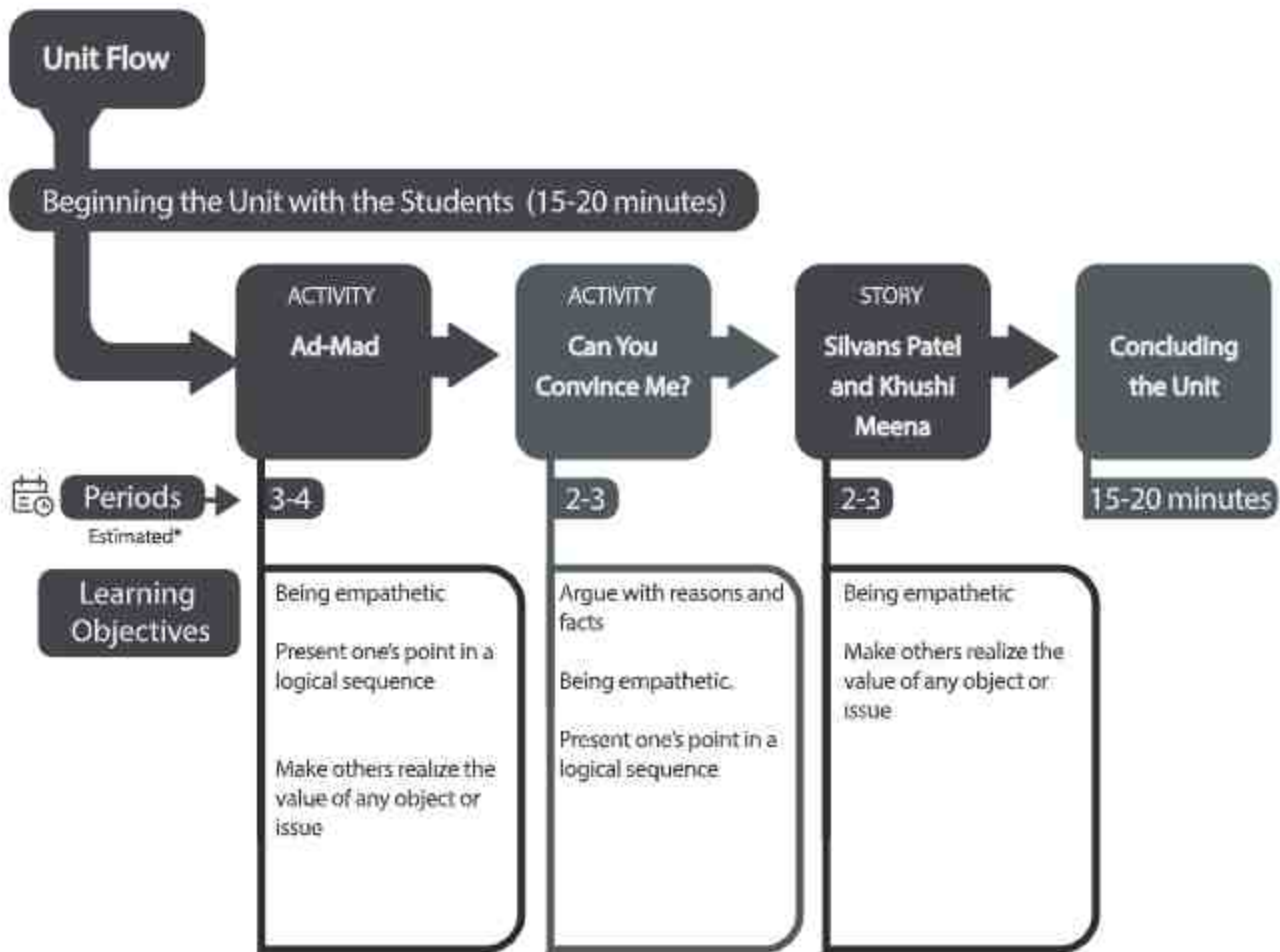 Unit Flow
Beginning the Unit with the Students (15-20 minutes)
ACTIVITY
Ad-Mad
ACTIVITY
Can You
Convince Me?
STORY
Silvans Patel
and Khushi
Meena
Concluding
the Unit
Periods
Estimated*
3-4
2-3
2-3
15-20 minutes
Learning
Objectives
Being empathetic
Present one's point in a
logical sequence
Make others realize the
value of any object or
issue
Argue with reasons and
facts
Being empathetic.
Present one's point in a
logical sequence
Being empathetic
Make others realize the
value of any object or
issue